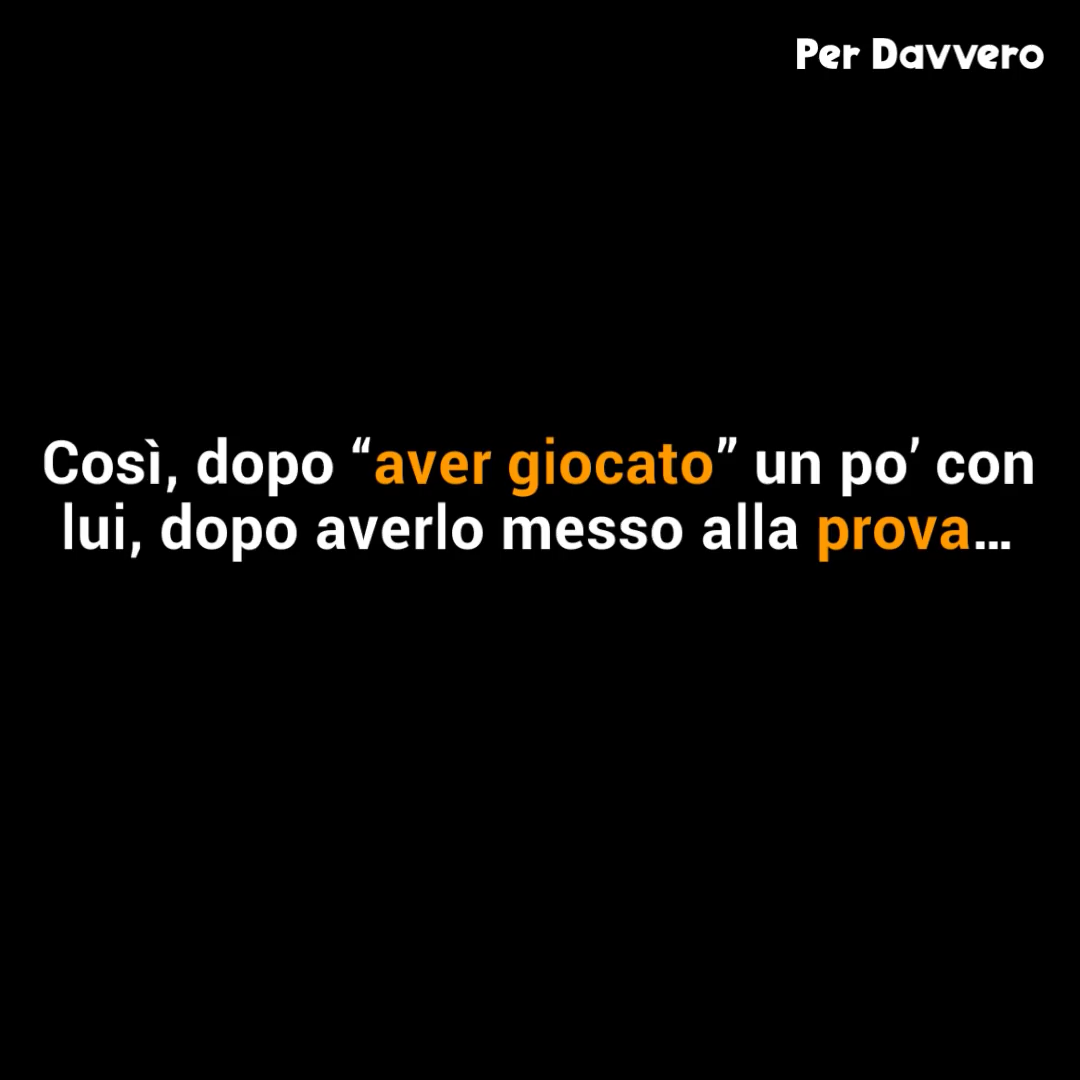 Per Davvero
Così, dopo “aver giocato” un po’ con
lui, dopo averlo messo alla prova...